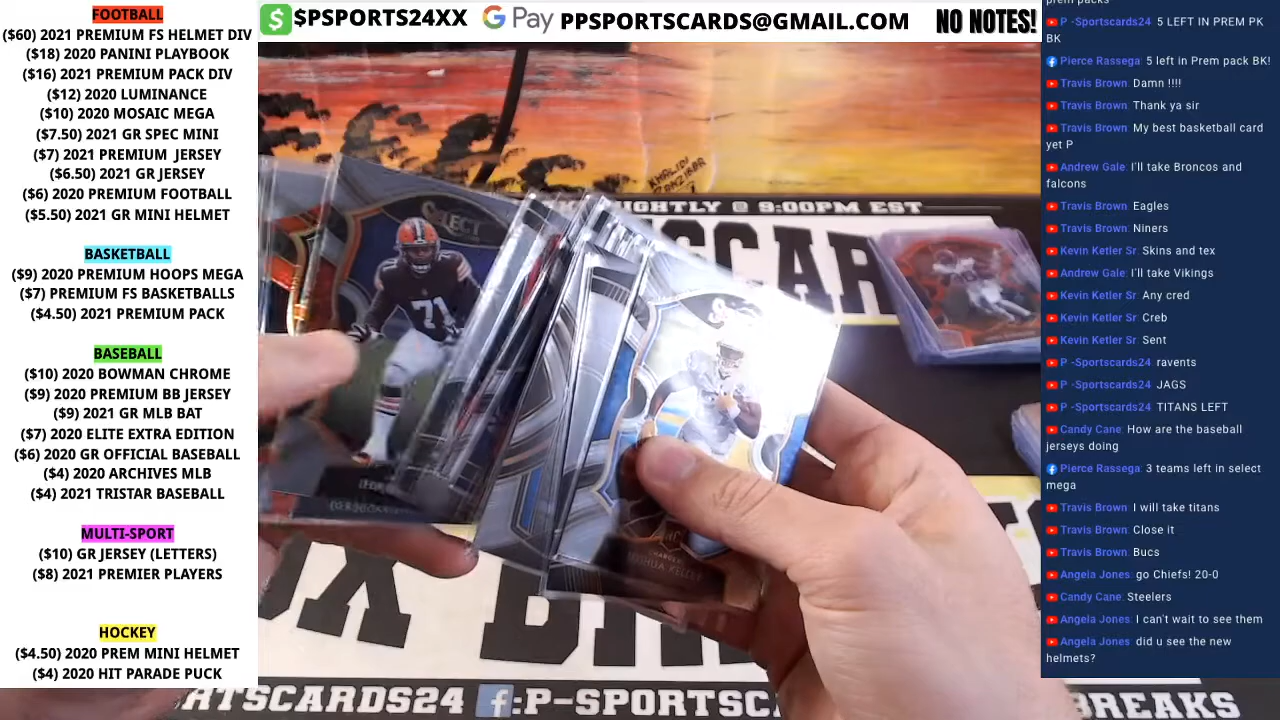 FOOTBALL
($60) 2021 PREMIUM FS HELMET DIV
($18) 2020 PANINI PLAYBOOK
($16) 2021 PREMIUM PACK DIV
($12) 2020 LUMINANCE
($10) 2020 MOSAIC MEGA
($7.50) 2021 GR SPEC MINI
($7) 2021 PREMIUM JERSEY
($6.50) 2021 GR JERSEY
($6) 2020 PREMIUM FOOTBALL
($5.50) 2021 GR MINI HELMET
BASKETBALL
($9) 2020 PREMIUM HOOPS MEGA
($7) PREMIUM FS BASKETBALLS
($4.50) 2021 PREMIUM PACK
BASEBALL
($10) 2020 BOWMAN CHROME
($9) 2020 PREMIUM BB JERSEY
($9) 2021 GR MLB BAT
($7) 2020 ELITE EXTRA EDITION
($6) 2020 GR OFFICIAL BASEBALL
($4) 2020 ARCHIVES MLB
($4) 2021 TRISTAR BASEBALL
MULTI-SPORT
($10) GR JERSEY (LETTERS)
($8) 2021 PREMIER PLAYERS
HOCKEY
($4.50) 2020 PREM MINI HELMET
($4) 2020 HIT PARADE PUCK
$PSPORTS24XX G Pay PPSPORTSCARDS@GMAIL.COM NO NOTES!
KHALIDI
ZANZIBAR
NIGHTLY @ 9:00PM EST
SELECT
71
RTSCARDS24 f:P-SPORTSC
BREAKS
prem packs
P -Sportscards24 5 LEFT IN PREM PK
BK
Pierce Rassega 5 left in Prem pack BK!
Travis Brown Damn !!!!
Travis Brown Thank ya sir
Travis Brown My best basketball card
yet P
Andrew Gale I'll take Broncos and
falcons
Travis Brown Eagles
Travis Brown Niners
Kevin Ketler Sr Skins and tex
Andrew Gale I'll take Vikings
Kevin Ketler Sr Any cred
Kevin Ketler Sr Creb
Kevin Ketler Sr Sent
P -Sportscards24 ravents
P -Sportscards24 JAGS
P -Sportscards24 TITANS LEFT
Candy Cane How are the baseball
jerseys doing
Pierce Rassega 3 teams left in select
mega
Travis Brown I will take titans
Travis Brown Close it
Travis Brown Bucs
Angela Jones go Chiefs! 20-0
Candy Cane Steelers
Angela Jones I can't wait to see them
Angela Jones did u see the new
helmets?